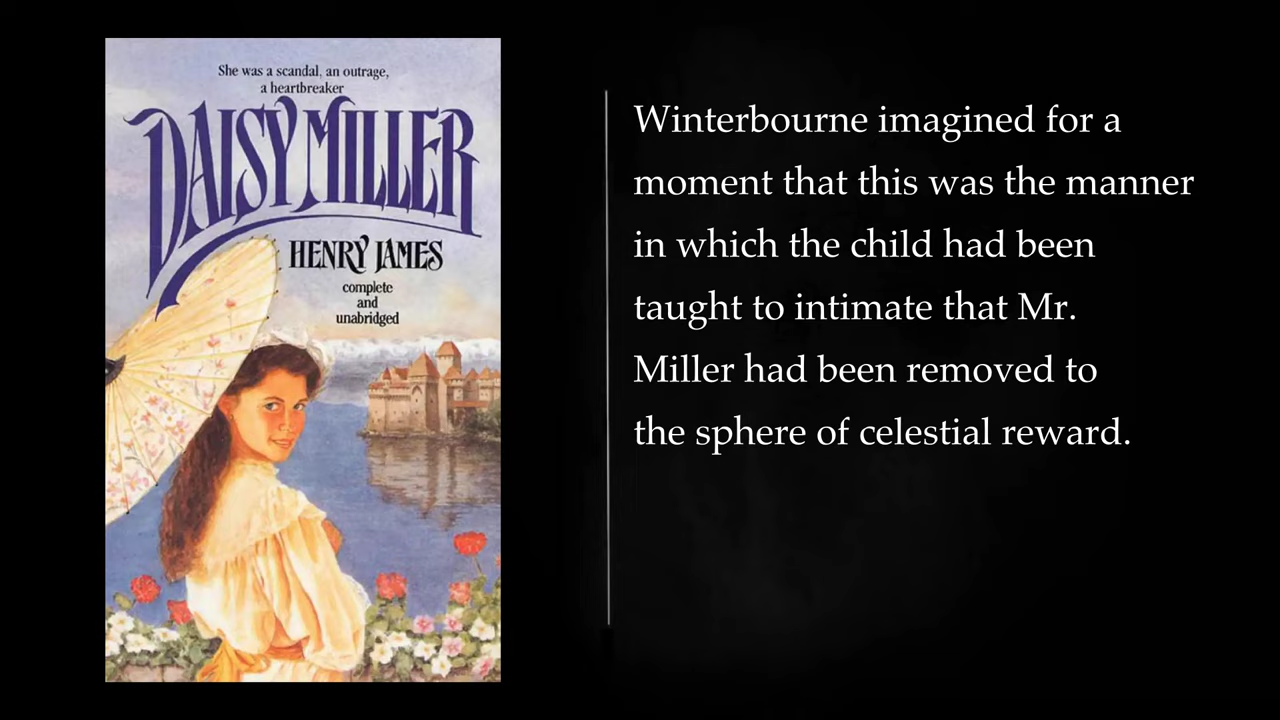 She was a scandal, an outrage,
a heartbreaker
DAISY MILLER
HENRY JAMES
complete
and
unabridged
Winterbourne imagined for a
moment that this was the manner
in which the child had been
taught to intimate that Mr.
Miller had been removed to
the sphere of celestial reward.